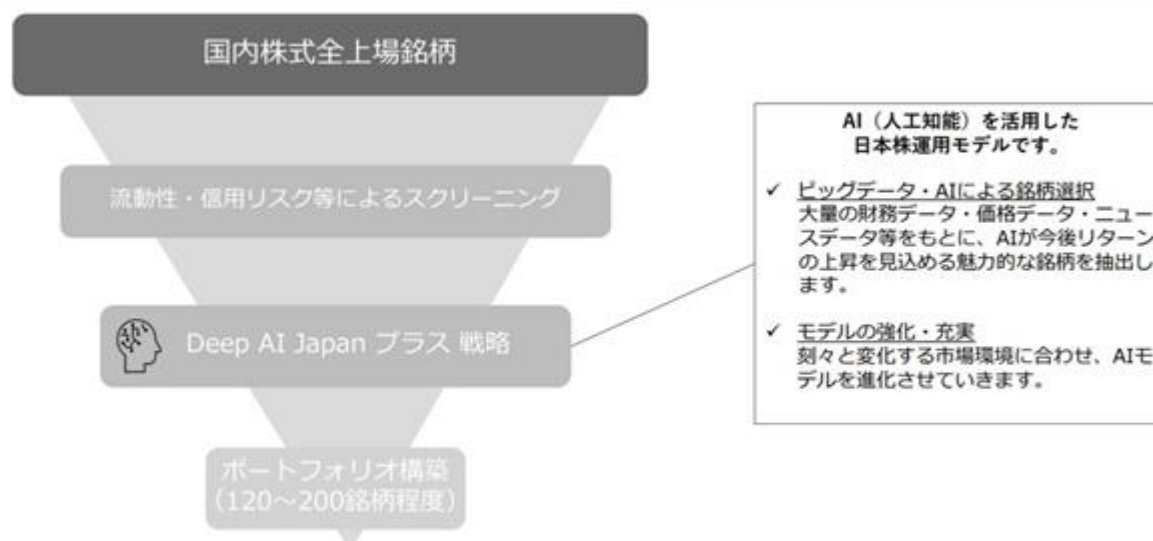 国内株式全上場銘柄
流動性・信用リスク等によるスクリーニング
Deep AI Japan プラス 戦略
ポートフォリオ構築
(120～200銘柄程度)
AI（人工知能）を活用した
日本株運用モデルです。
✓ ビッグデータ・AIによる銘柄選択
大量の財務データ・価格データ・ニュー
スデータ等をもとに、AIが今後リターン
の上昇を見込める魅力的な銘柄を抽出し
ます。
✓ モデルの強化・充実
刻々と変化する市場環境に合わせ、AIモ
デルを進化させていきます。